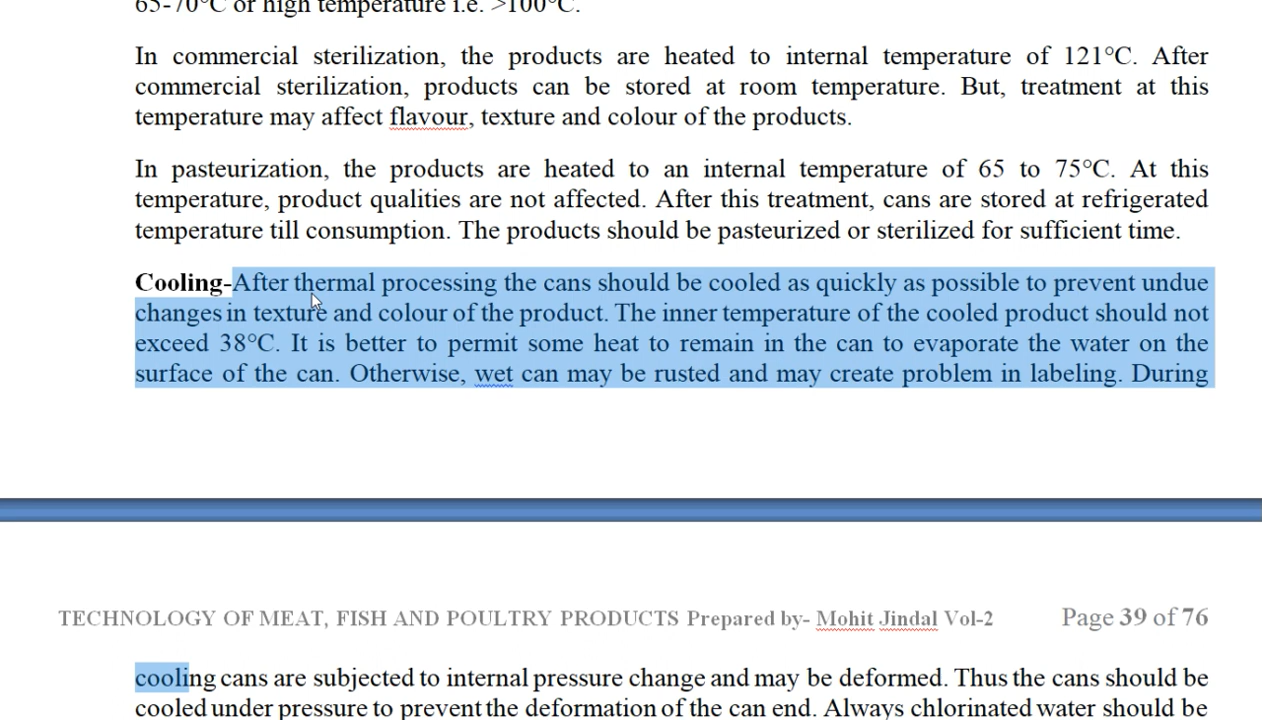 65-70°C or high temperature i.e. >100°C.
In commercial sterilization, the products are heated to internal temperature of 121°C. After
commercial sterilization, products can be stored at room temperature. But, treatment at this
temperature may affect flavour, texture and colour of the products.
In pasteurization, the products are heated to an internal temperature of 65 to 75°C. At this
temperature, product qualities are not affected. After this treatment, cans are stored at refrigerated
temperature till consumption. The products should be pasteurized or sterilized for sufficient time.
Cooling-After thermal processing the cans should be cooled as quickly as possible to prevent undue
changes in texture and colour of the product. The inner temperature of the cooled product should not
exceed 38°C. It is better to permit some heat to remain in the can to evaporate the water on the
surface of the can. Otherwise, wet can may be rusted and may create problem in labeling. During
TECHNOLOGY OF MEAT, FISH AND POULTRY PRODUCTS Prepared by- Mohit Jindal Vol-2 Page 39 of 76
cooling cans are subjected to internal pressure change and may be deformed. Thus the cans should be
cooled under pressure to prevent the deformation of the can end. Always chlorinated water should be